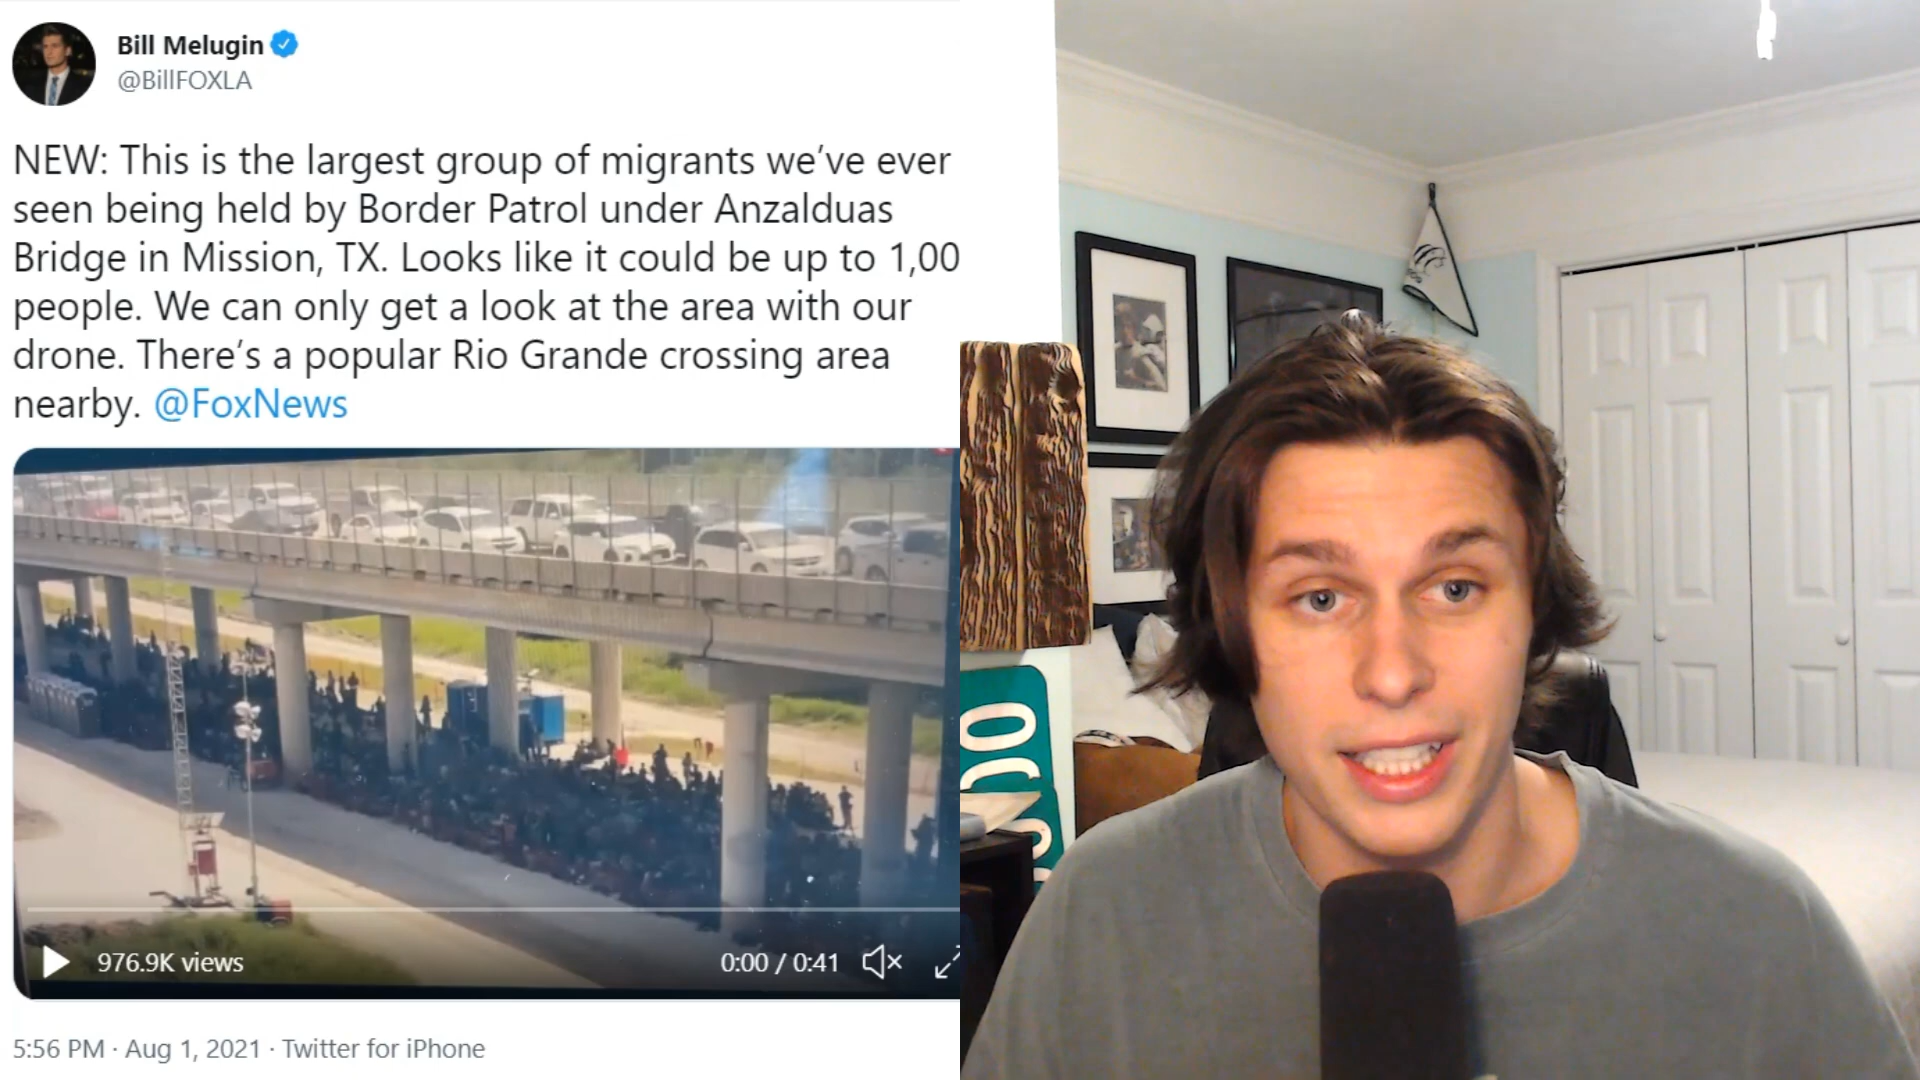 Bill Melugin
@BillFOXLA
NEW: This is the largest group of migrants we've ever
seen being held by Border Patrol under Anzalduas
Bridge in Mission, TX. Looks like it could be up to 1,00
people. We can only get a look at the area with our
drone. There's a popular Rio Grande crossing area
nearby. @FoxNews
976.9K views
0:00 / 0:41
5:56 PM · Aug 1, 2021 · Twitter for iPhone